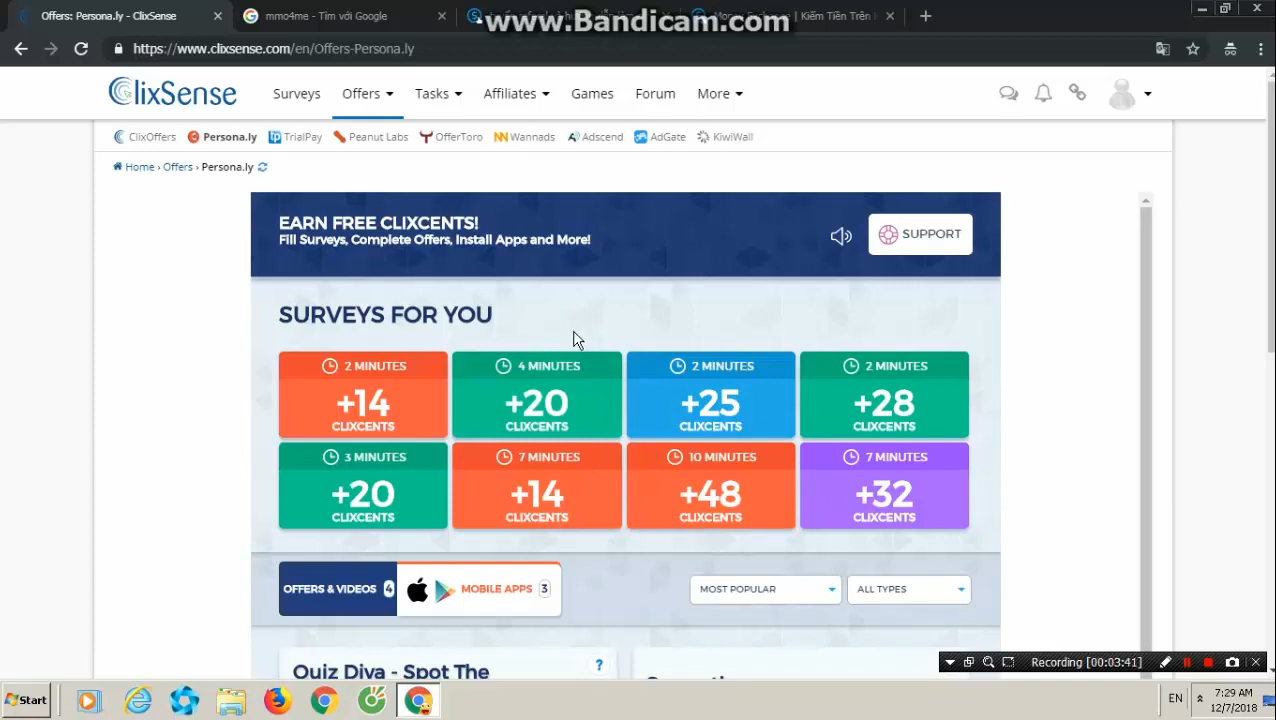 Offers: Persona.ly - ClixSense
mmo4me - Tìm với Google
Kiếm Tiền Trên
www.Bandicam.com
https://www.clixsense.com/en/Offers-Persona.ly
ClixSense
Surveys
Offers
Tasks
Affiliates
Games
Forum
More
ClixOffers
Persona.ly
TrialPay
Peanut Labs
OfferToro
Wannads
Adscend
AdGate
KiwiWall
Home › Offers › Persona.ly
EARN FREE CLIXCENTS!
Fill Surveys, Complete Offers, Install Apps and More!
SUPPORT
SURVEYS FOR YOU
2 MINUTES
+14
CLIXCENTS
4 MINUTES
+20
CLIXCENTS
2 MINUTES
+25
CLIXCENTS
2 MINUTES
+28
CLIXCENTS
3 MINUTES
+20
CLIXCENTS
7 MINUTES
+14
CLIXCENTS
10 MINUTES
+48
CLIXCENTS
7 MINUTES
+32
CLIXCENTS
OFFERS & VIDEOS 4
MOBILE APPS 3
MOST POPULAR
ALL TYPES
Quiz Diva - Spot The
?
Recording [00:03:41]
Start
EN
7:29 AM
12/7/2018